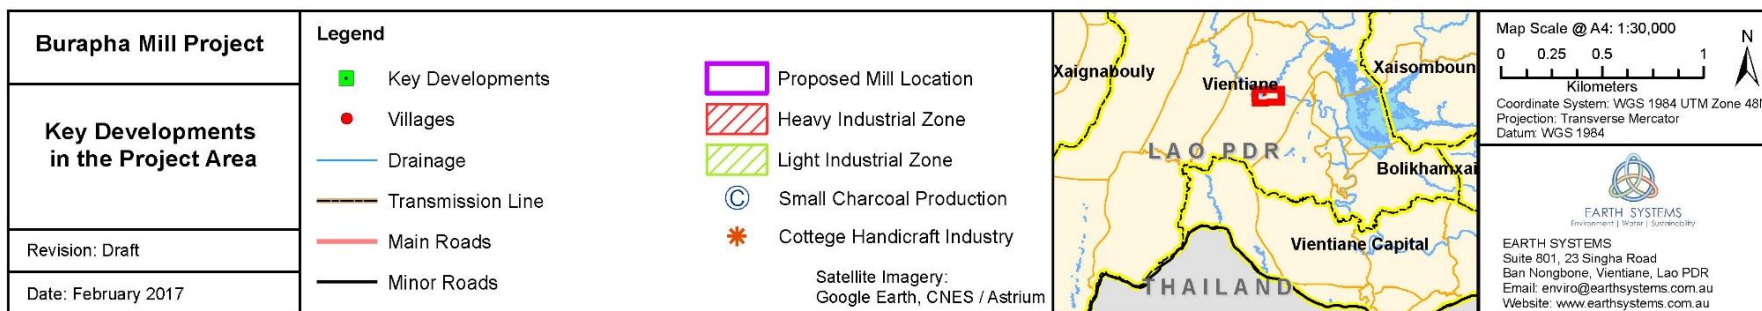 Burapha Mill Project
Key Developments
in the Project Area
Revision: Draft
Date: February 2017
Legend
Key Developments
Villages
Drainage
Transmission Line
Main Roads
Minor Roads
Proposed Mill Location
Heavy Industrial Zone
Light Industrial Zone
C Small Charcoal Production
Cottege Handicraft Industry
Satellite Imagery:
Google Earth, CNES / Astrium
Xaignabouly
Vientiane
Xaisomboun
LAO PDR
Bolikhamxai
Vientiane Capital
THAILAND
Map Scale @ A4: 1:30,000
N
0 0.25 0.5 1
Kilometers
Coordinate System: WGS 1984 UTM Zone 48N
Projection: Transverse Mercator
Datum: WGS 1984
EARTH SYSTEMS
Environment | Water | Sustainability
EARTH SYSTEMS
Suite 801, 23 Singha Road
Ban Nongbone, Vientiane, Lao PDR
Email: enviro@earthsystems.com.au
Website: www.earthsystems.com.au